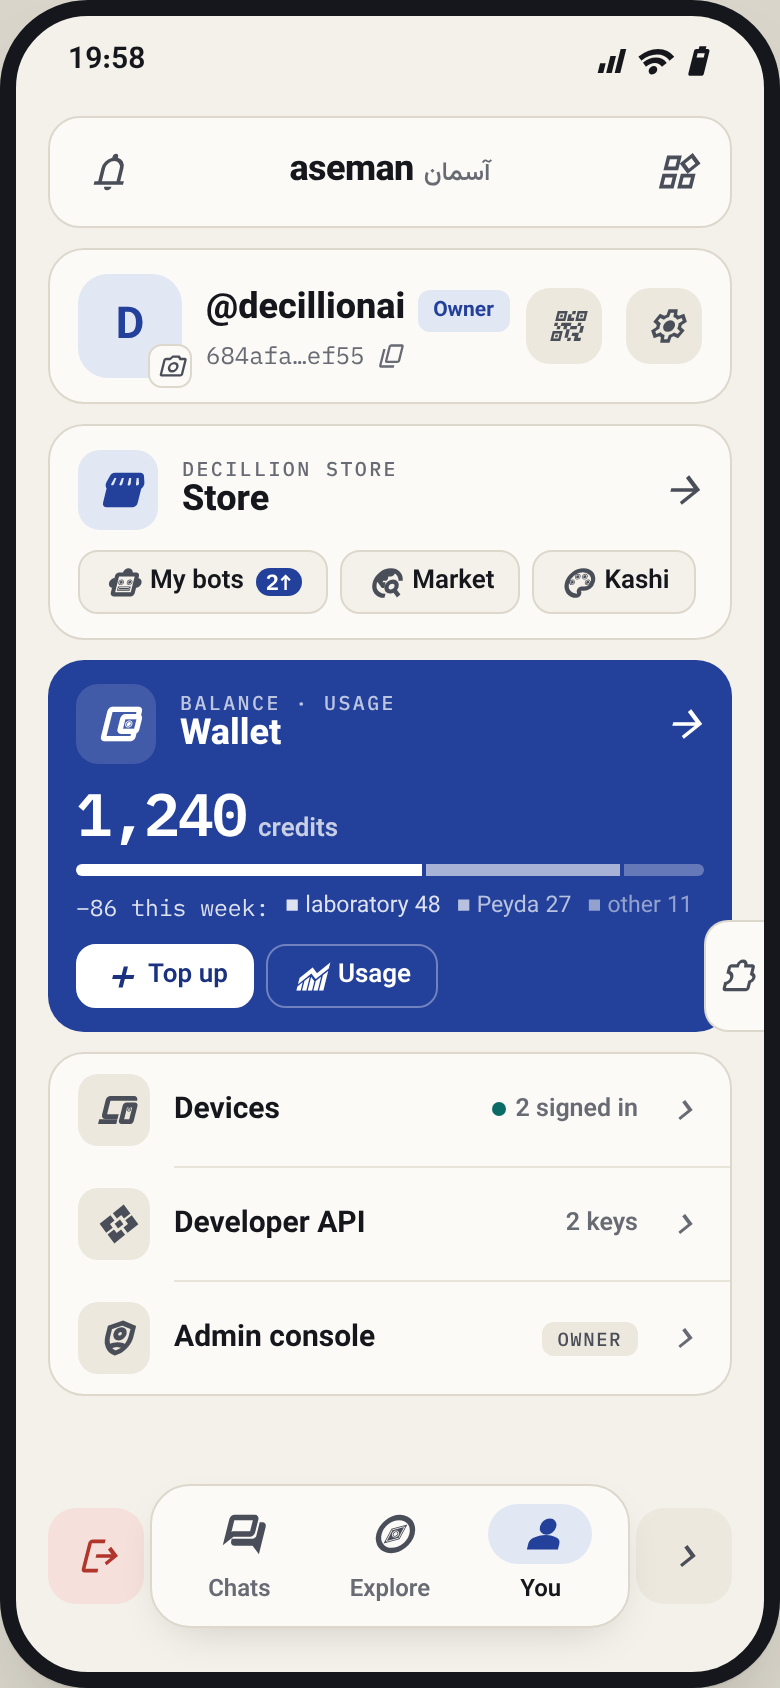 19:58
aseman آسمان
D
@decillionai Owner
684afa…ef55
DECILLION STORE
Store
My bots 2↑
Market
Kashi
BALANCE · USAGE
Wallet
1,240 credits
−86 this week: laboratory 48 Peyda 27 other 11
Top up
Usage
Devices 2 signed in
Developer API 2 keys
Admin console OWNER
Chats
Explore
You